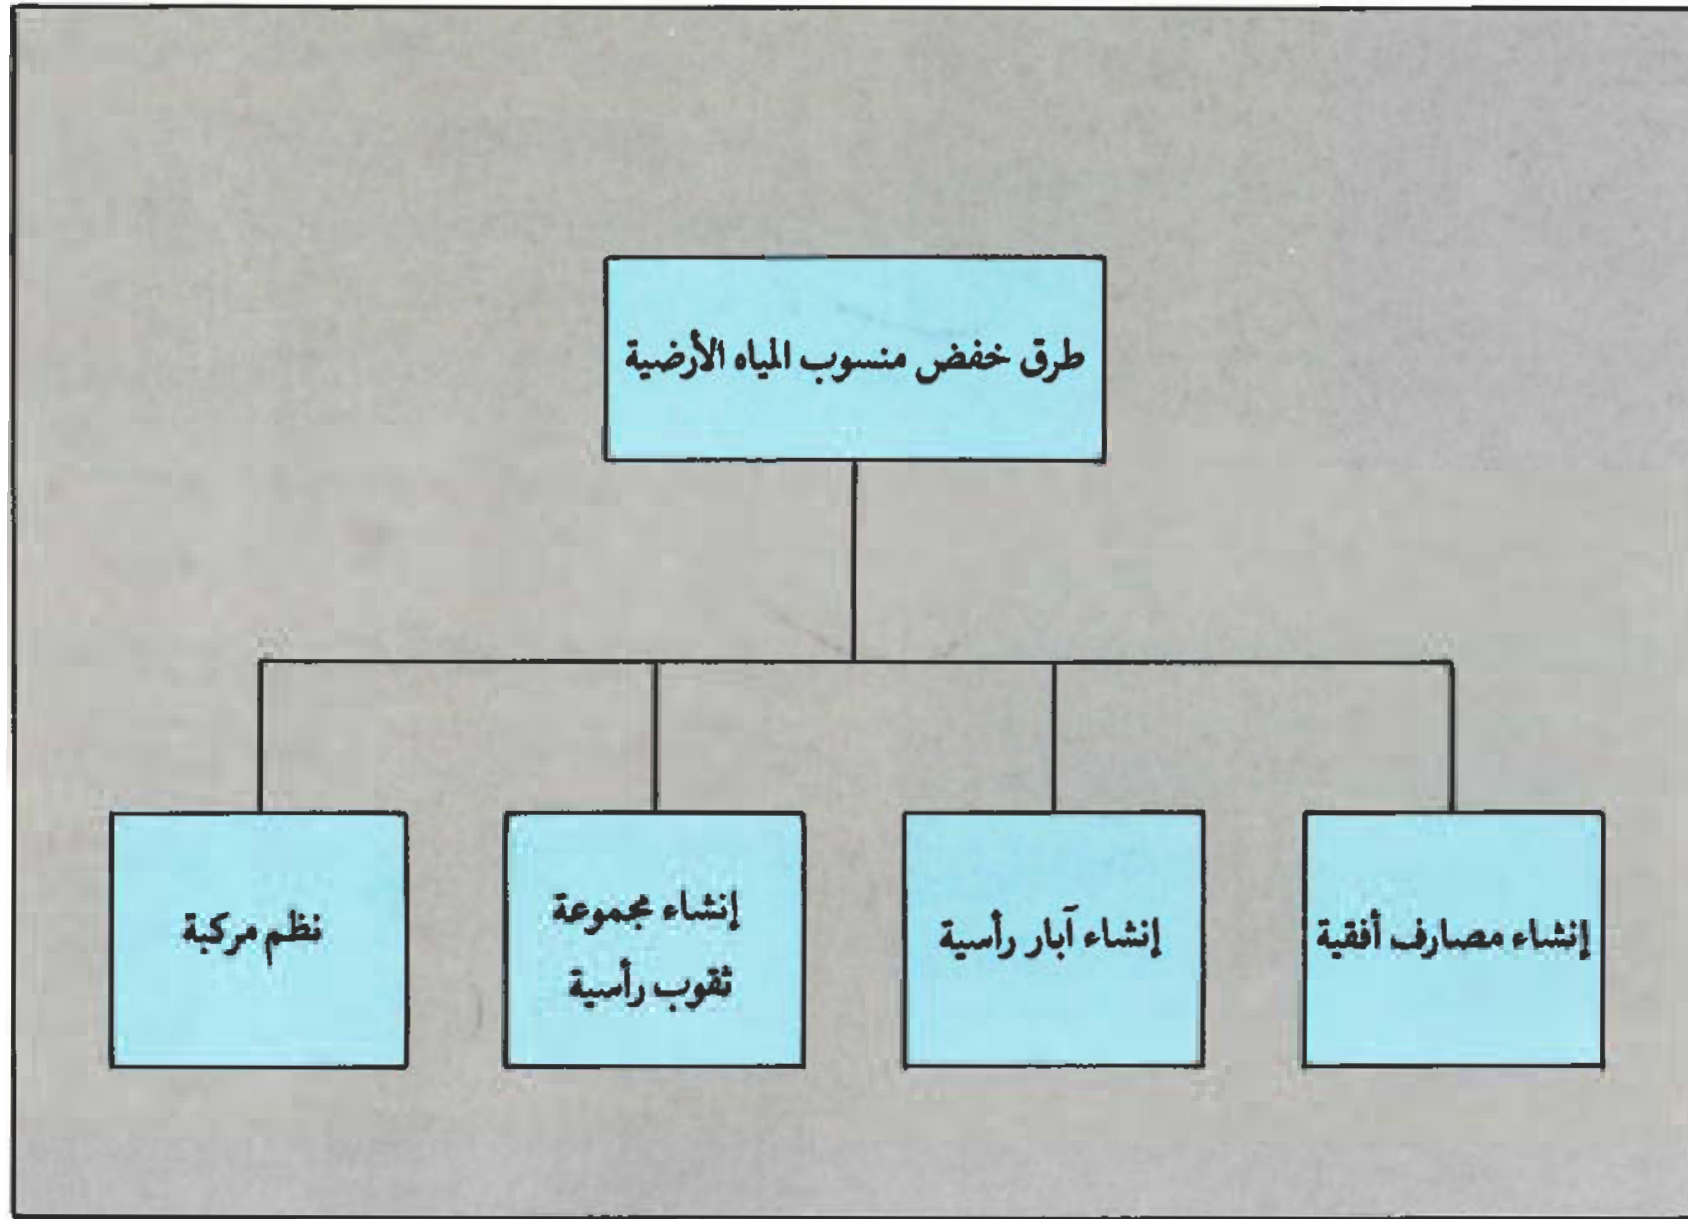 طرق خفض منسوب المياه الأرضية
إنشاء مصارف أفقية
إنشاء آبار رأسية
إنشاء مجموعة
ثقوب رأسية
نظم مركبة